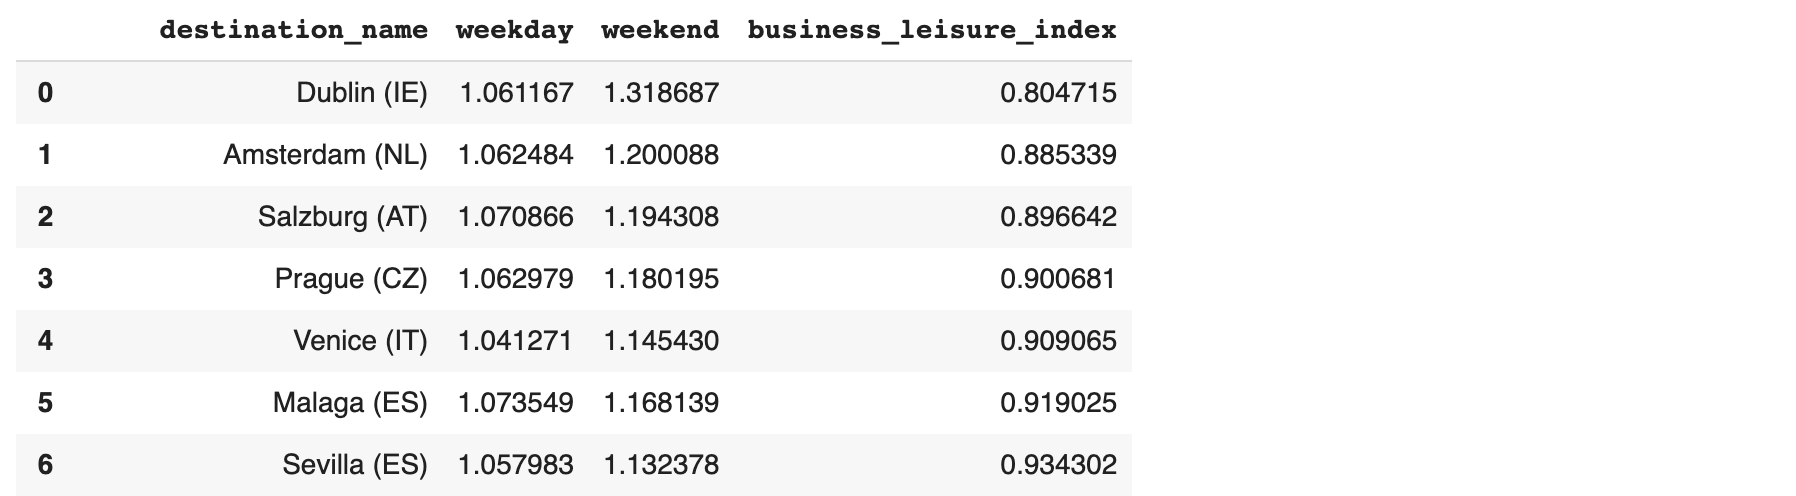 destination_name weekday weekend business_leisure_index
0 Dublin (IE) 1.061167 1.318687 0.804715
1 Amsterdam (NL) 1.062484 1.200088 0.885339
2 Salzburg (AT) 1.070866 1.194308 0.896642
3 Prague (CZ) 1.062979 1.180195 0.900681
4 Venice (IT) 1.041271 1.145430 0.909065
5 Malaga (ES) 1.073549 1.168139 0.919025
6 Sevilla (ES) 1.057983 1.132378 0.934302